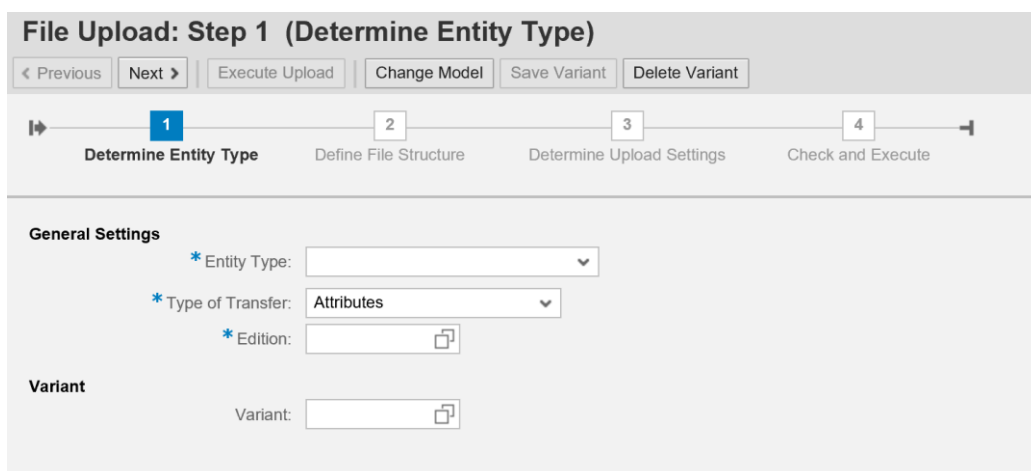 File Upload: Step 1 (Determine Entity Type)
Previous Next Execute Upload Change Model Save Variant Delete Variant
1 2 3 4
Determine Entity Type Define File Structure Determine Upload Settings Check and Execute
General Settings
* Entity Type:
* Type of Transfer: Attributes
* Edition:
Variant
Variant: